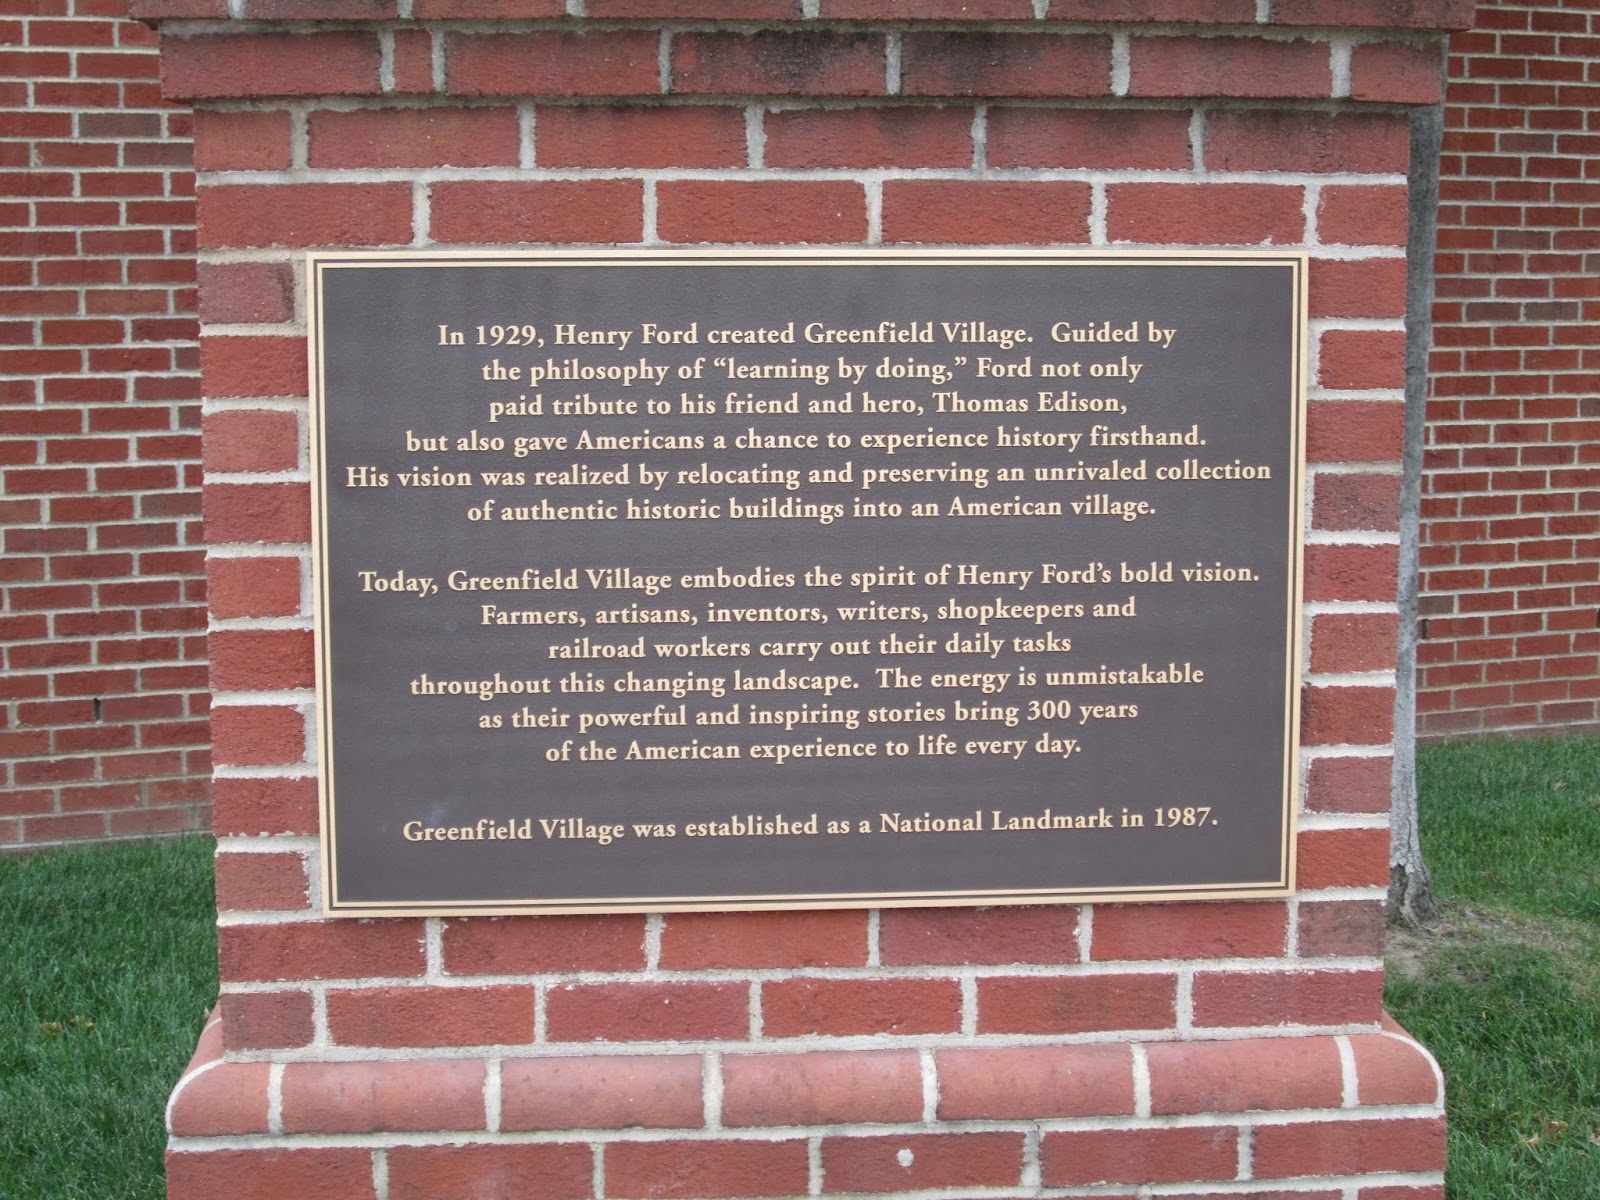 In 1929, Henry Ford created Greenfield Village.  Guided by
the philosophy of “learning by doing,” Ford not only
paid tribute to his friend and hero, Thomas Edison,
but also gave Americans a chance to experience history firsthand.
His vision was realized by relocating and preserving an unrivaled collection
of authentic historic buildings into an American village.
Today, Greenfield Village embodies the spirit of Henry Ford’s bold vision.
Farmers, artisans, inventors, writers, shopkeepers and
railroad workers carry out their daily tasks
throughout this changing landscape.  The energy is unmistakable
as their powerful and inspiring stories bring 300 years
of the American experience to life every day.
Greenfield Village was established as a National Landmark in 1987.